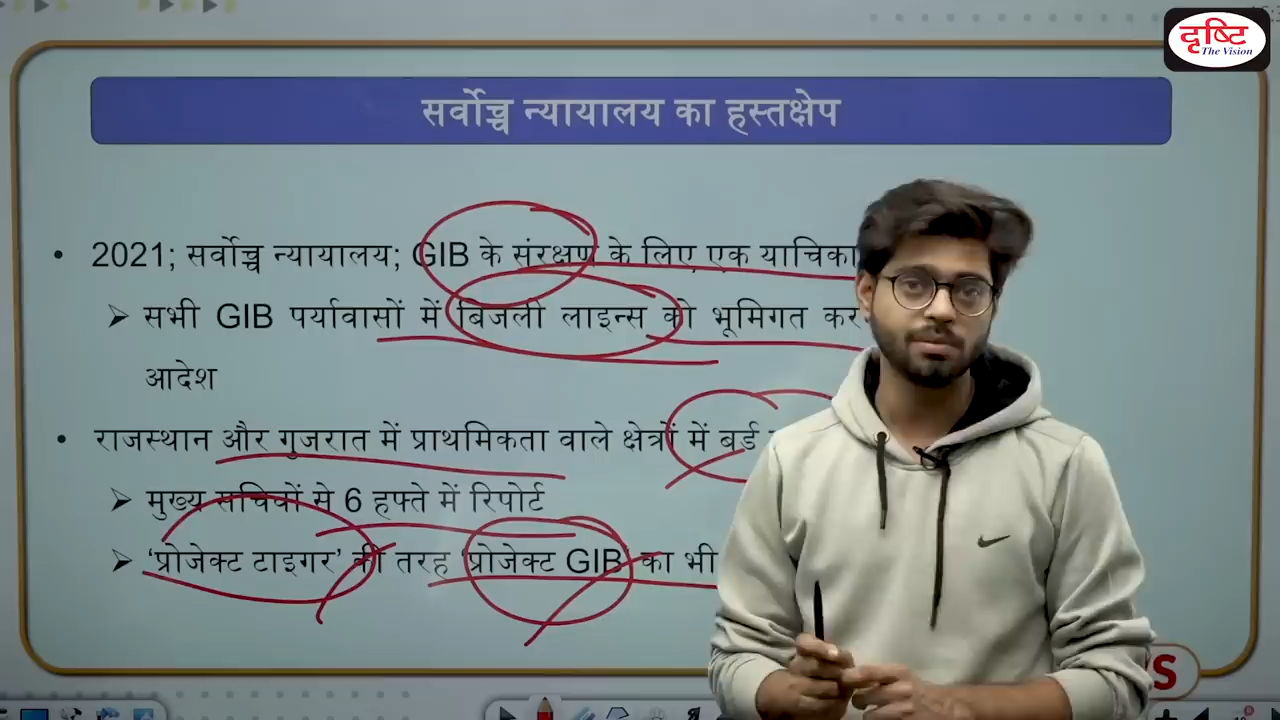 दृष्टि
The Vision
सर्वोच्च न्यायालय का हस्तक्षेप
• 2021; सर्वोच्च न्यायालय; GIB के संरक्षण के लिए एक याचिका
➢ सभी GIB पर्यावासों में बिजली लाइन्स को भूमिगत कर
आदेश
• राजस्थान और गुजरात में प्राथमिकता वाले क्षेत्रों में बर्ड
➢ मुख्य सचिवों से 6 हफ्ते में रिपोर्ट
➢ ‘प्रोजेक्ट टाइगर’ की तरह ‘प्रोजेक्ट GIB’ का भी
S